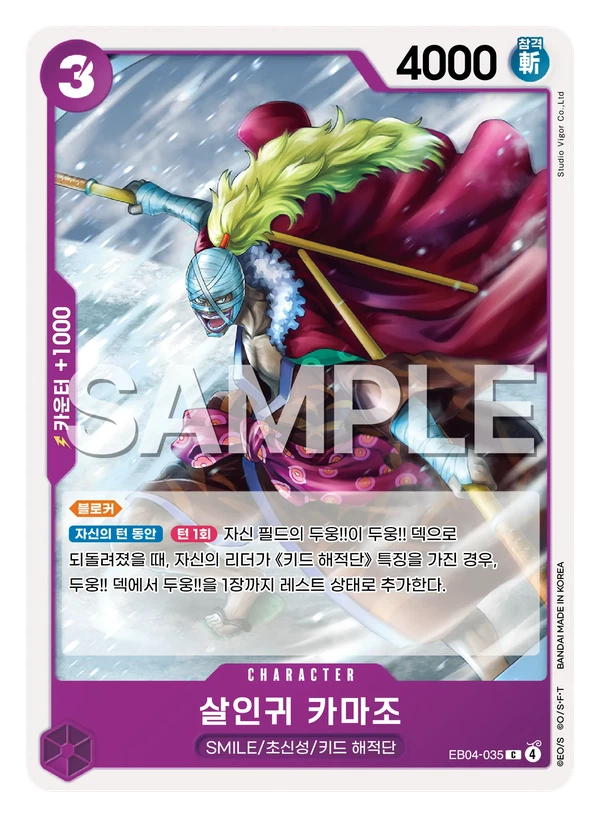 3
4000
참격
斬
Studio Vigor Co.,Ltd
카운터 +1000
SAMPLE
블로커
자신의 턴 동안 턴 1회 자신 필드의 두웅!!이 두웅!! 덱으로
되돌려졌을 때, 자신의 리더가 《키드 해적단》 특징을 가진 경우,
두웅!! 덱에서 두웅!!을 1장까지 레스트 상태로 추가한다.
CHARACTER
살인귀 카마조
SMILE/초신성/키드 해적단
EB04-035 C 4
©EO/S ©O/S·F·T BANDAI MADE IN KOREA